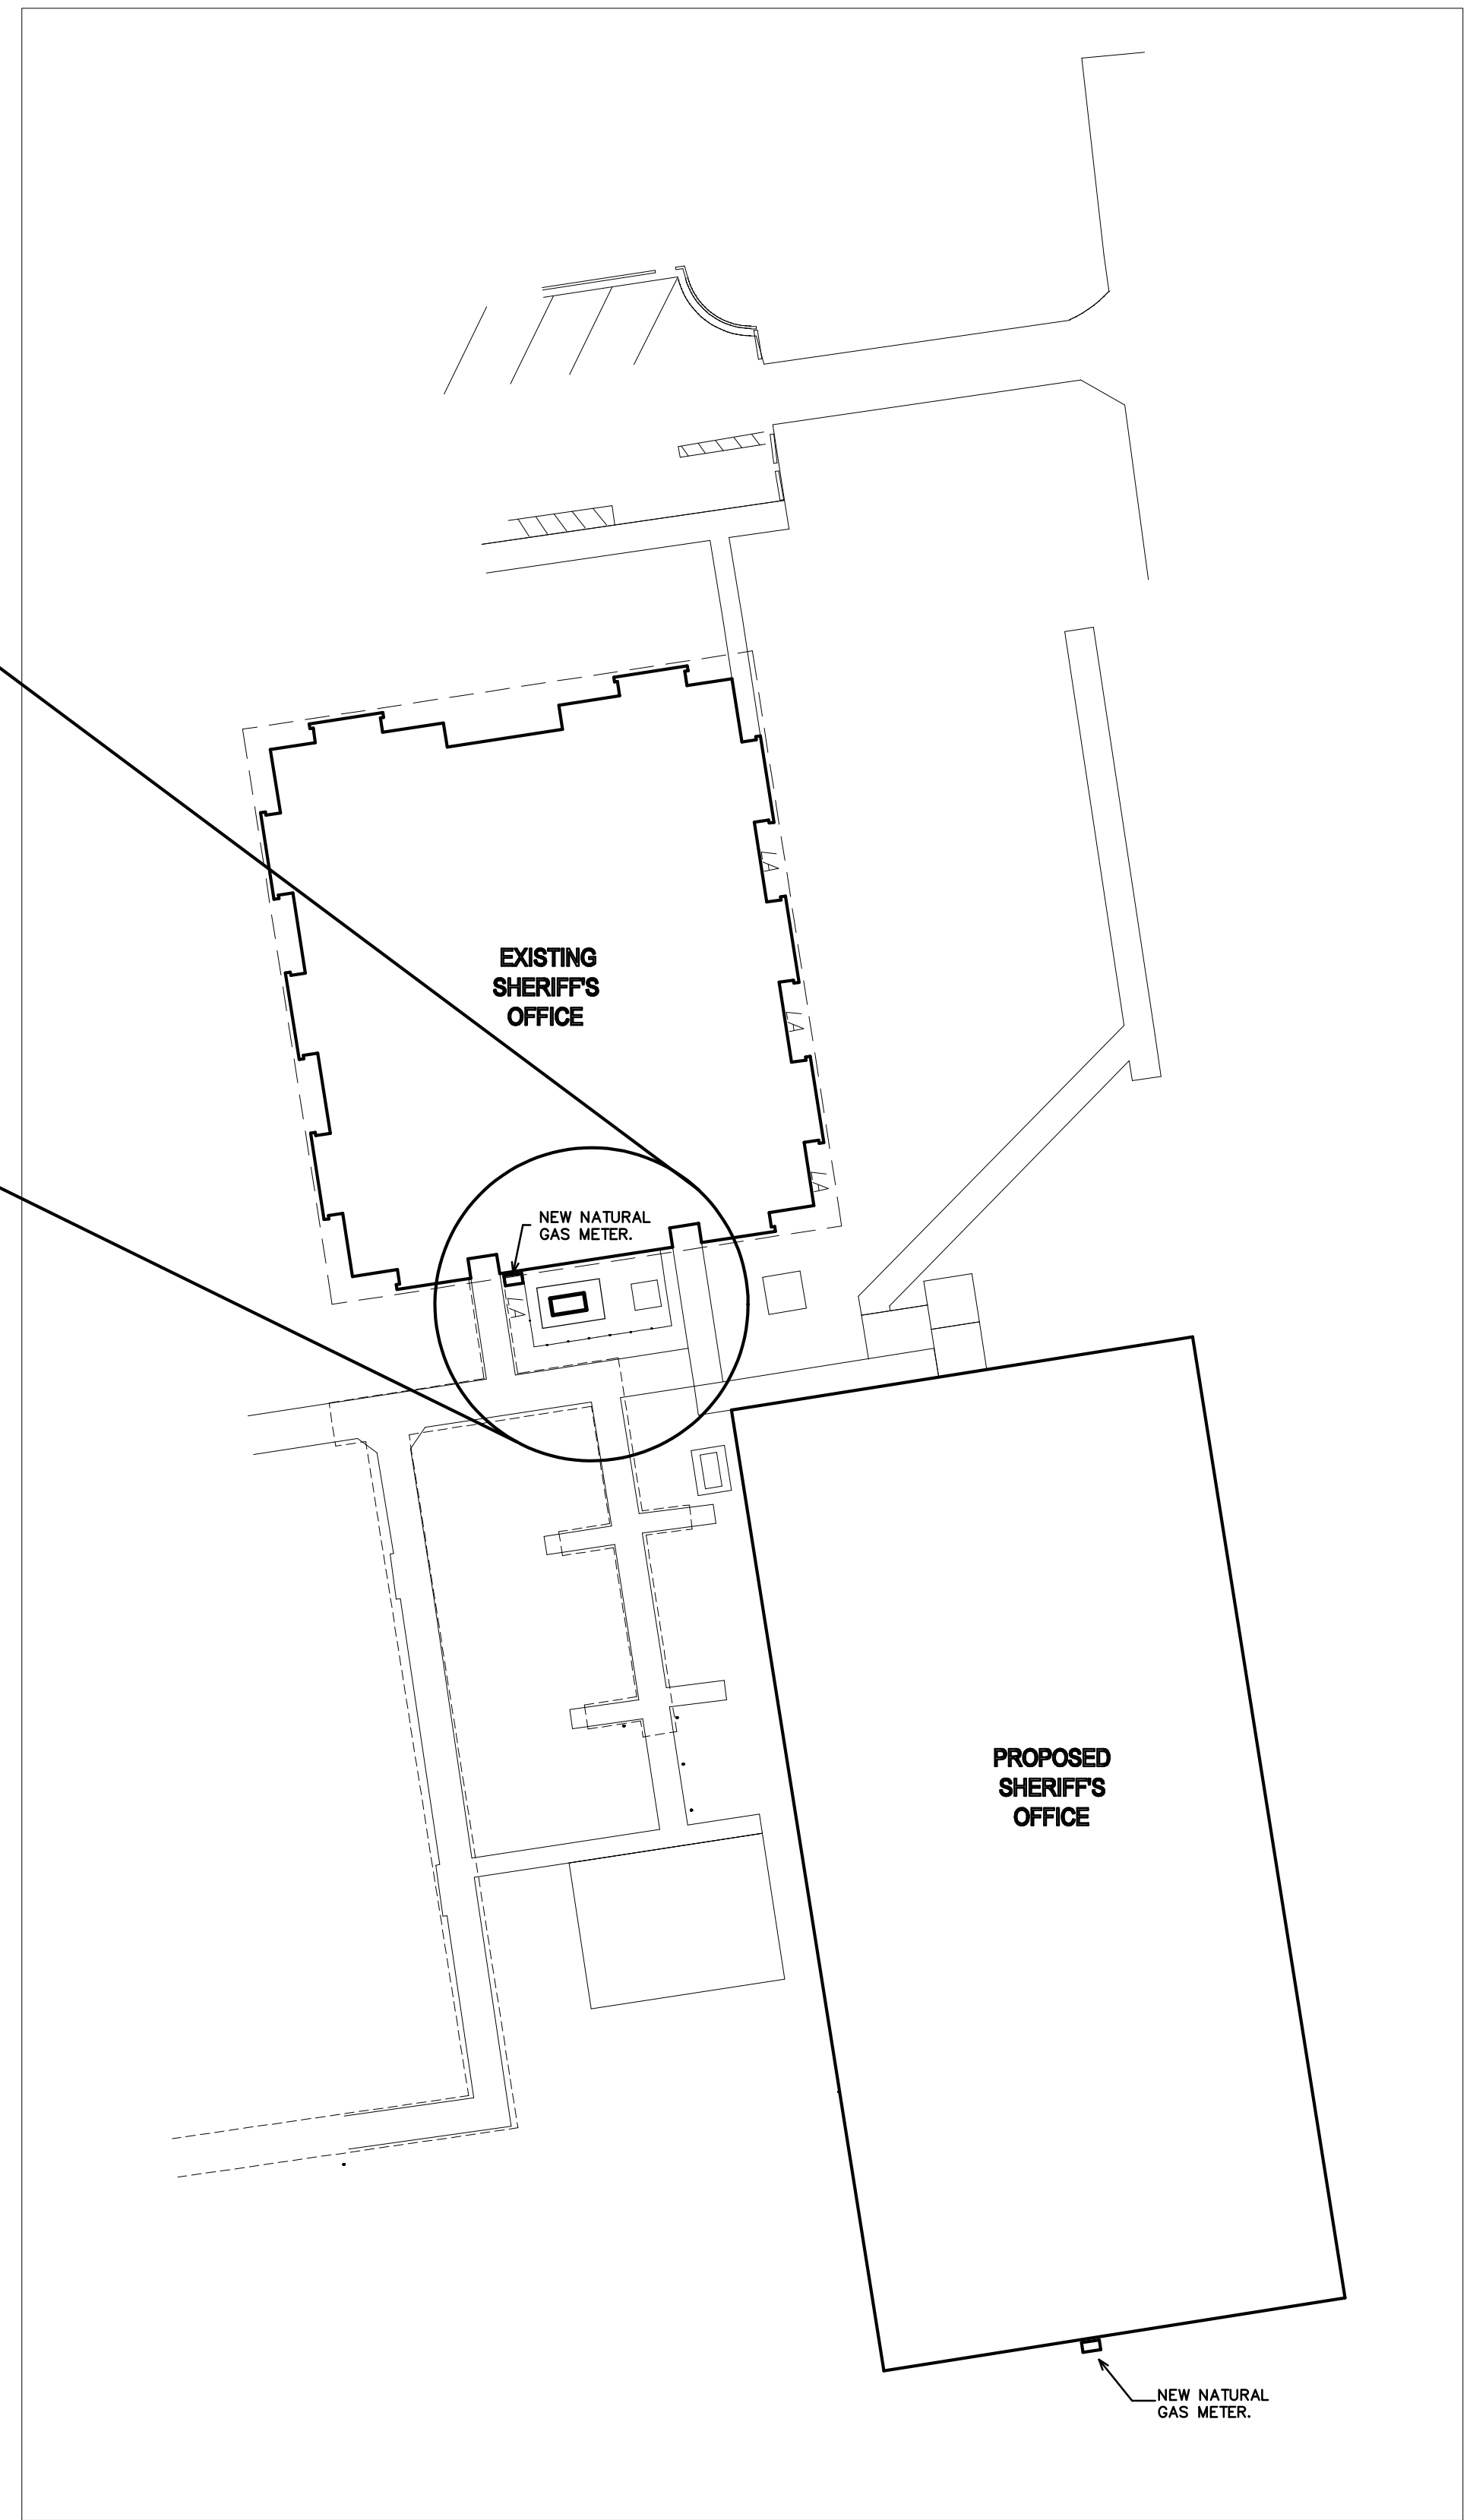 EXISTING
SHERIFF'S
OFFICE
NEW NATURAL
GAS METER.
PROPOSED
SHERIFF'S
OFFICE
NEW NATURAL
GAS METER.